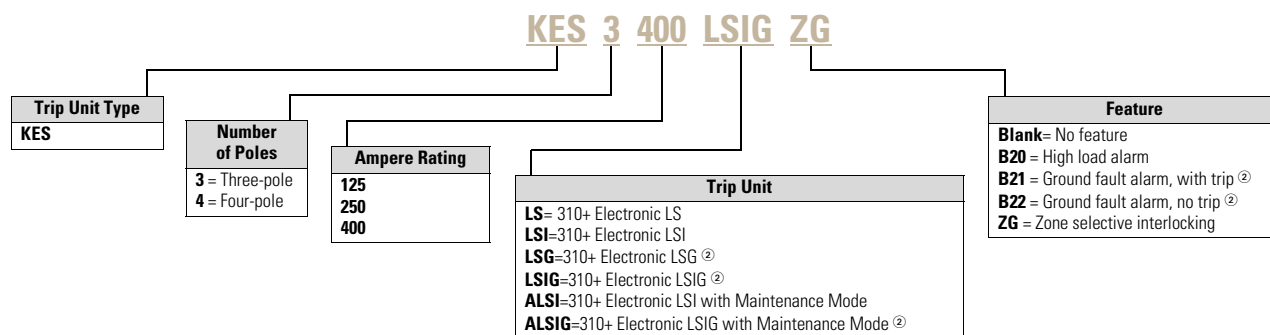 KES 3 400 LSIG ZG
Trip Unit Type
KES
Number
of Poles
3 = Three-pole
4 = Four-pole
Ampere Rating
125
250
400
Trip Unit
LS= 310+ Electronic LS
LSI=310+ Electronic LSI
LSG=310+ Electronic LSG ②
LSIG=310+ Electronic LSIG ②
ALSI=310+ Electronic LSI with Maintenance Mode
ALSIG=310+ Electronic LSIG with Maintenance Mode ②
Feature
Blank= No feature
B20 = High load alarm
B21 = Ground fault alarm, with trip ②
B22 = Ground fault alarm, no trip ②
ZG = Zone selective interlocking